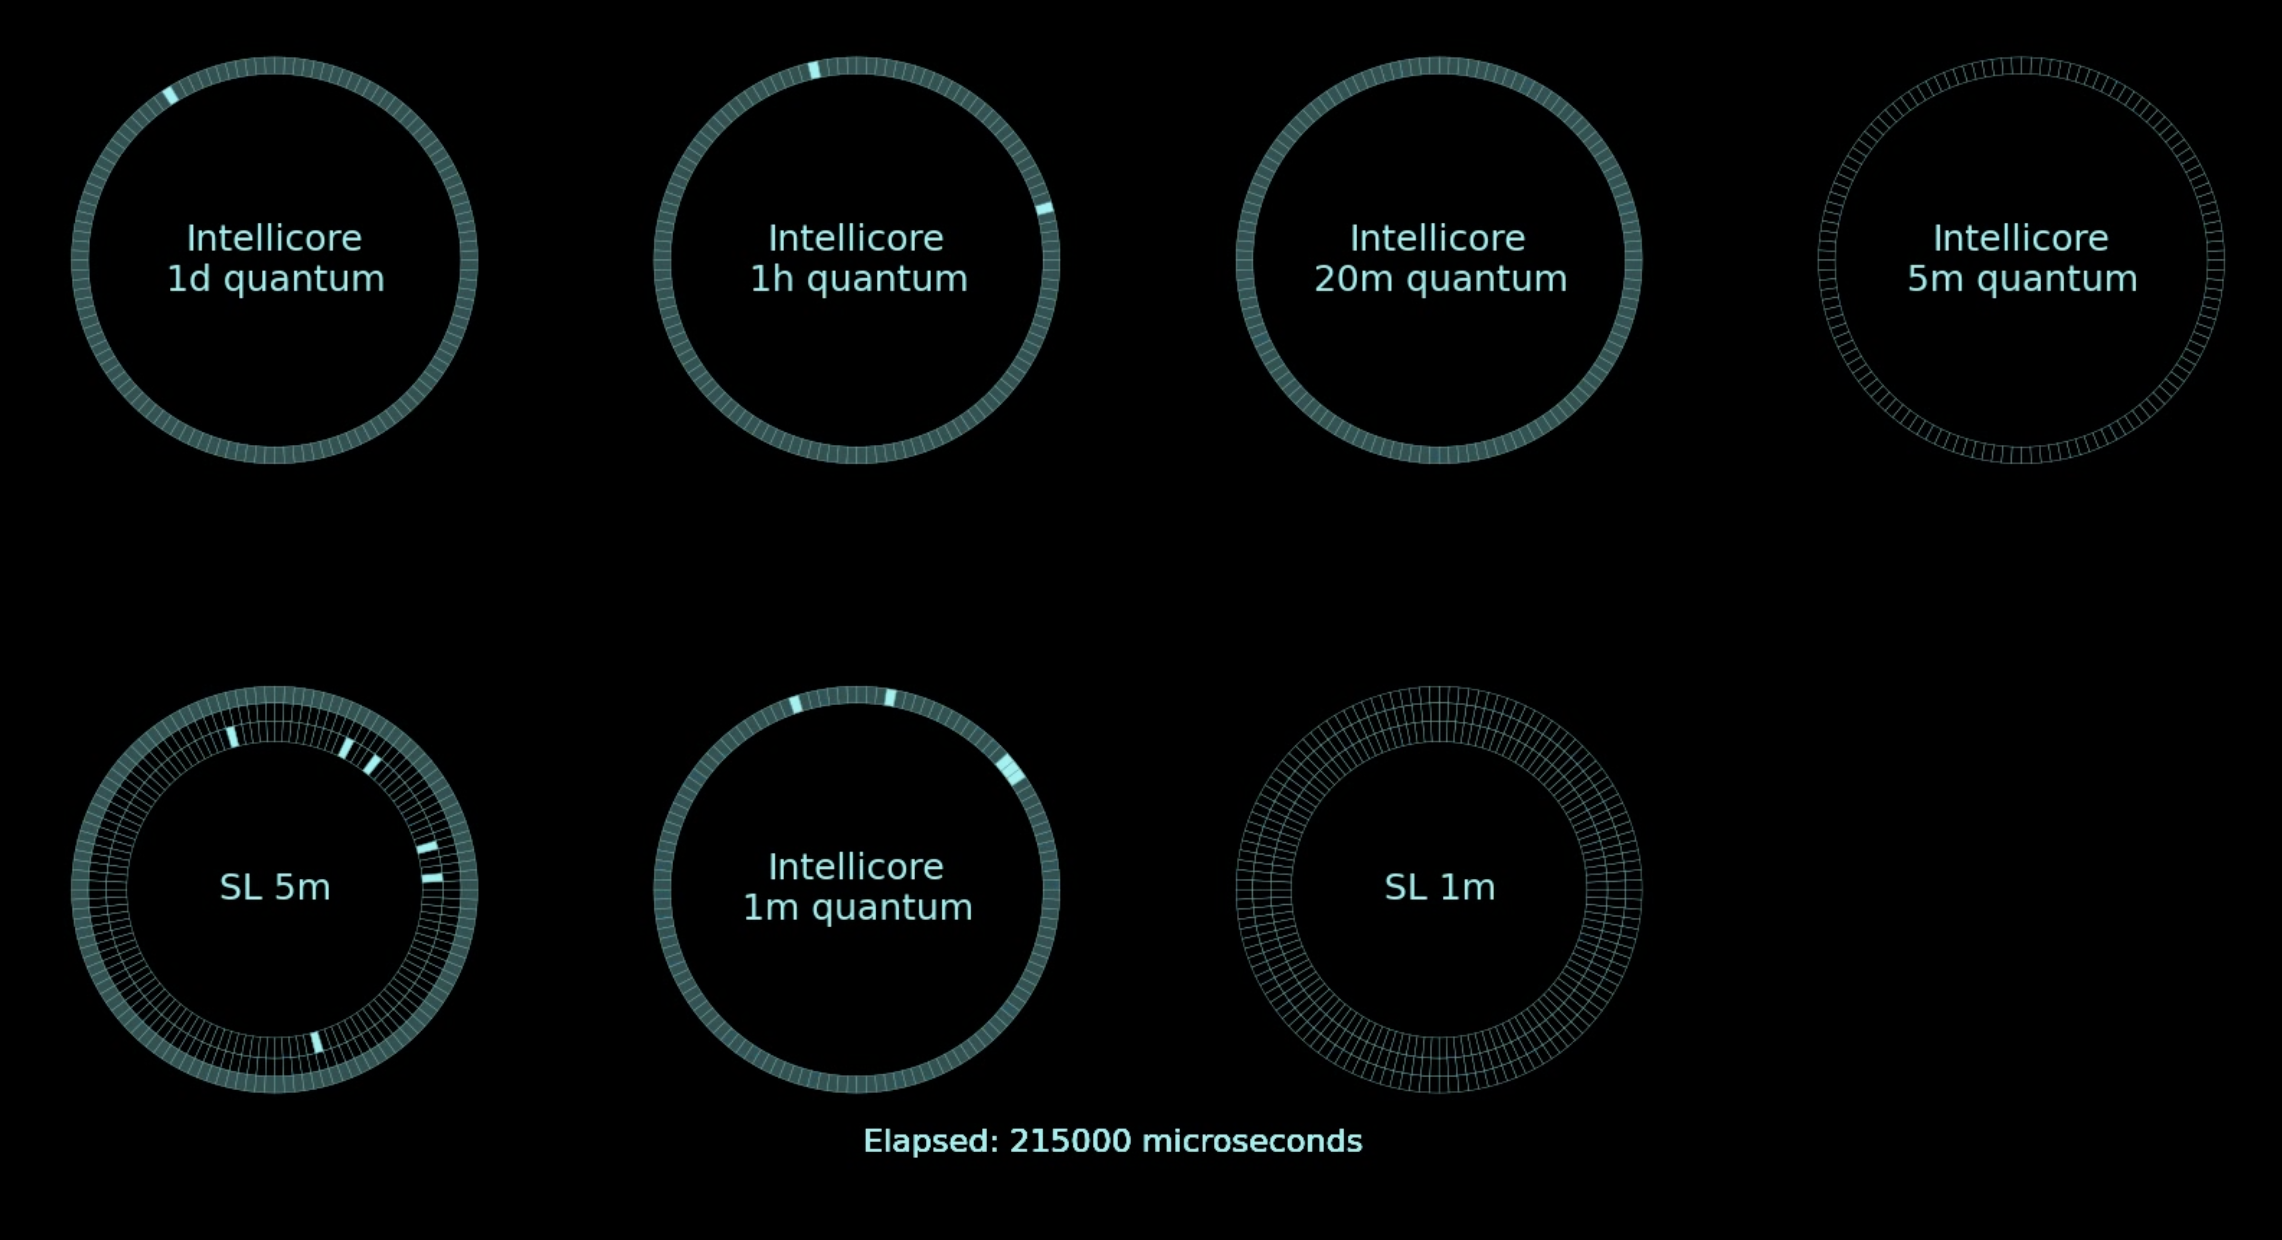 Intellicore
1d quantum
Intellicore
1h quantum
Intellicore
20m quantum
Intellicore
5m quantum
SL 5m
Intellicore
1m quantum
SL 1m
Elapsed: 215000 microseconds